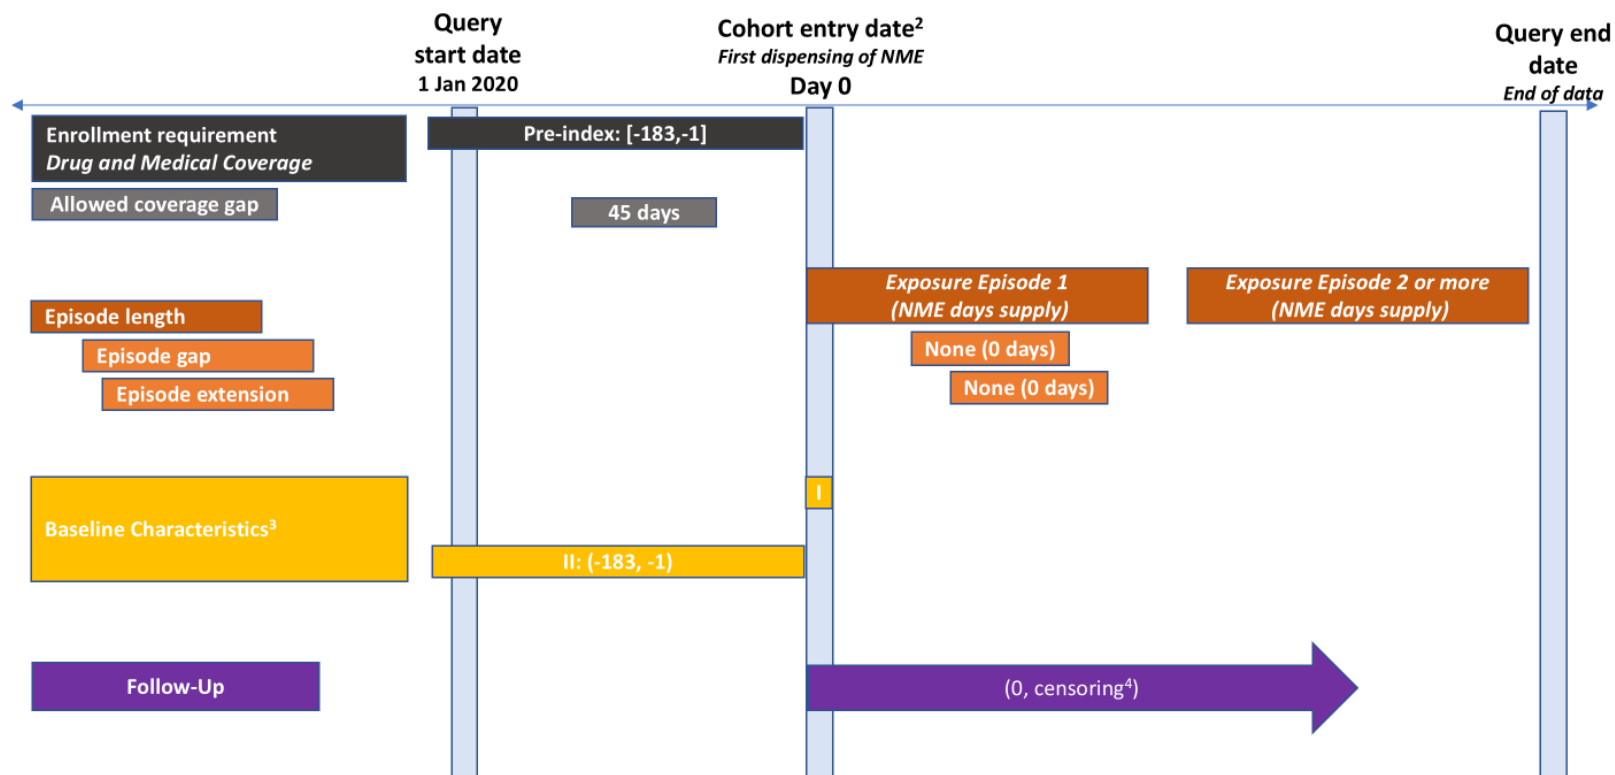 Query
start date
1 Jan 2020
Cohort entry date²
First dispensing of NME
Day 0
Query end
date
End of data
Enrollment requirement
Drug and Medical Coverage
Pre-index: [-183,-1]
Allowed coverage gap
45 days
Exposure Episode 1
(NME days supply)
Exposure Episode 2 or more
(NME days supply)
Episode length
Episode gap
None (0 days)
Episode extension
None (0 days)
Baseline Characteristics³
I
II: (-183, -1)
Follow-Up
(0, censoring⁴)